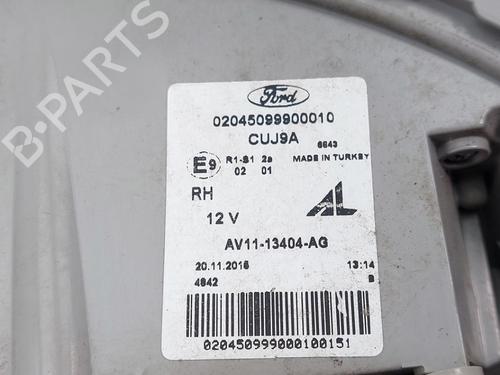 B-PARTS
Ford
02045099900010
CUJ9A
6643
E9 R1-S1 2a MADE IN TURKEY
02 01
RH
AL
12 V
AV11-13404-AG
20.11.2015 13:14
4842 B
020450999000100151